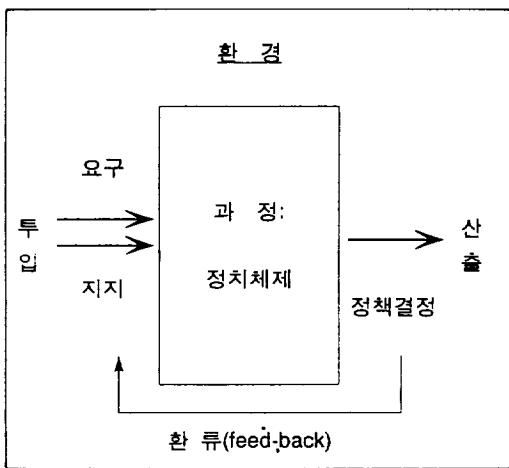 환 경
요구
투입
지지
과 정:
정치체제
산출
정책결정
환 류(feed-back)